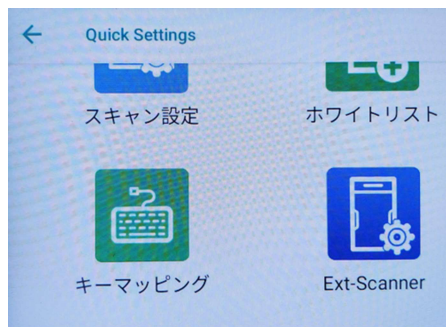 Quick Settings
スキャン設定
ホワイトリスト
キーマッピング
Ext-Scanner